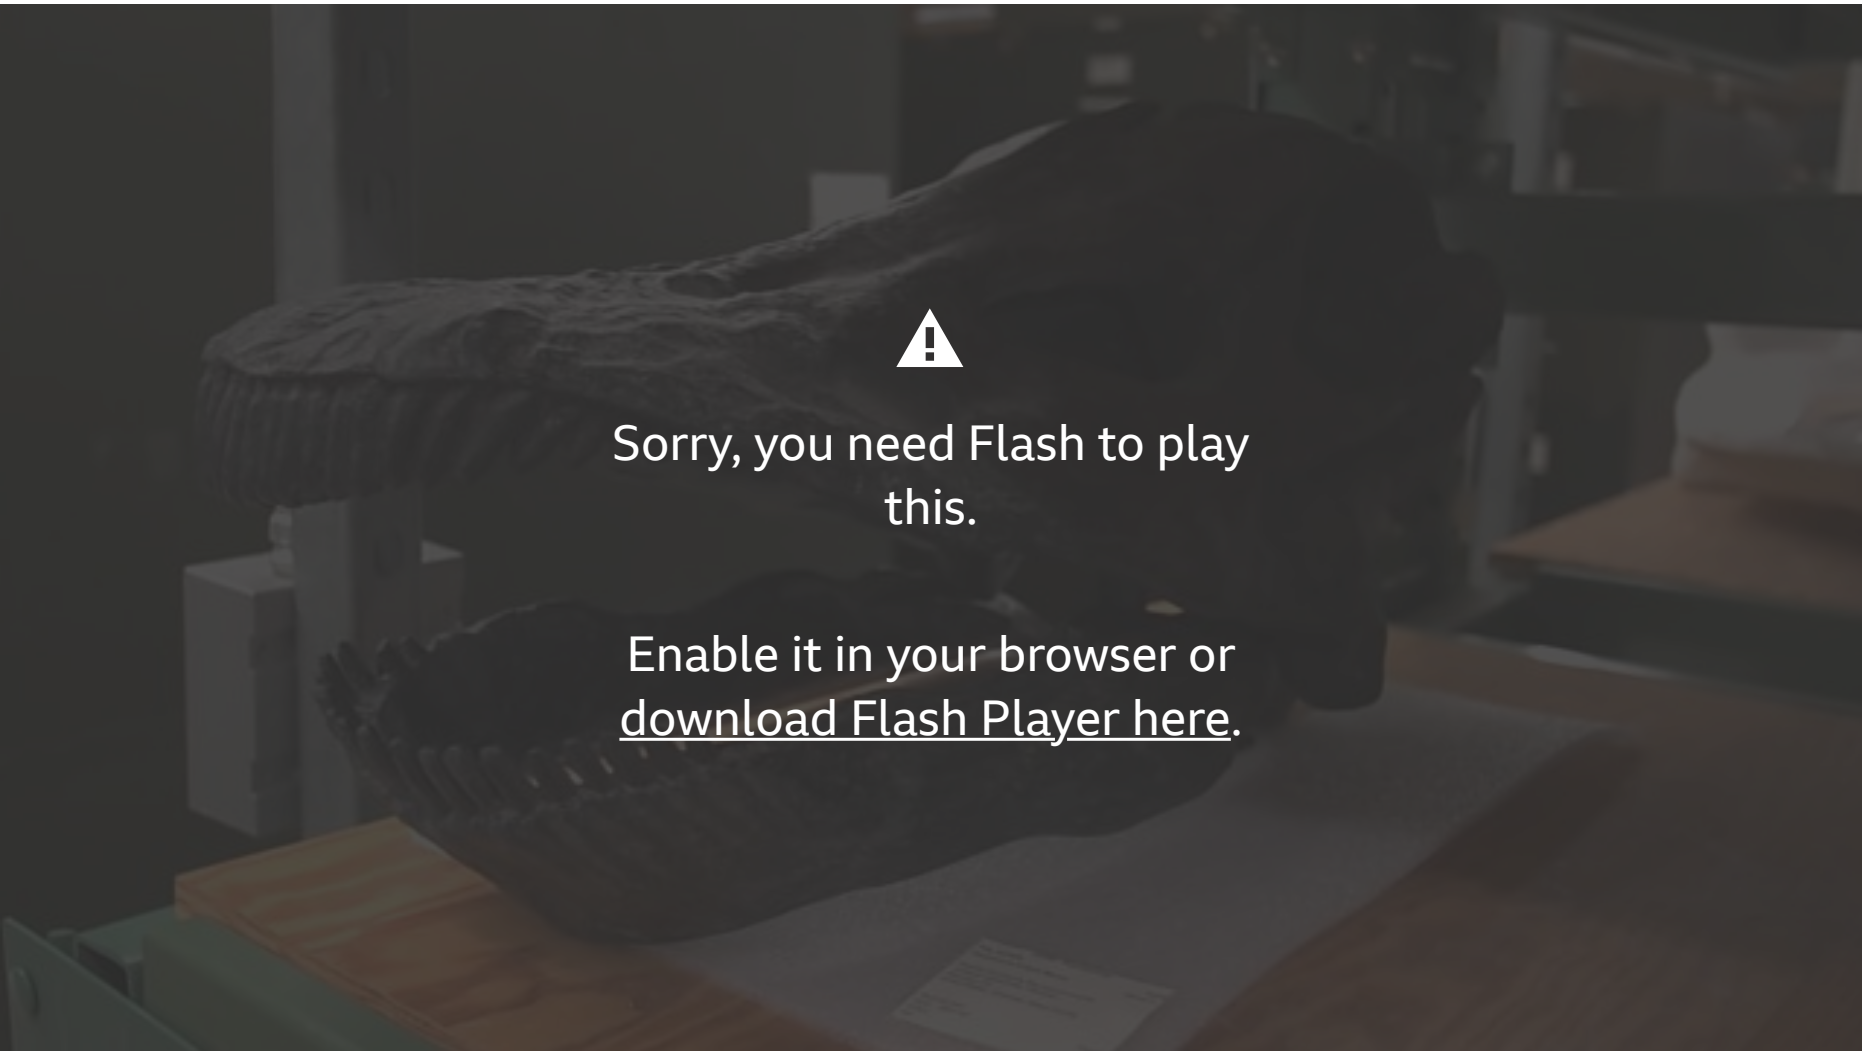 Sorry, you need Flash to play
this.
Enable it in your browser or
download Flash Player here.